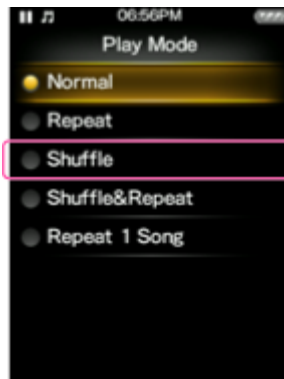 06:56PM
Play Mode
Normal
Repeat
Shuffle
Shuffle&Repeat
Repeat 1 Song